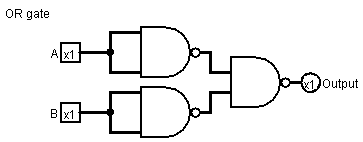 OR gate
A x1
x1 Output
B x1